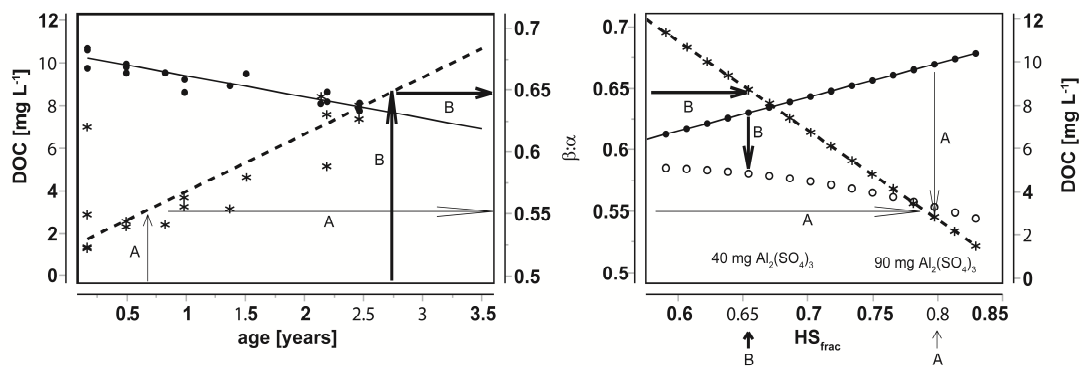 12
10
8
6
4
2
0
DOC [mg L-1]
0.7
0.65
0.6
0.55
0.5
β:α
B
B
A
A
0.5 1 1.5 2 2.5 3 3.5
age [years]
0.7
0.65
0.6
0.55
0.5
12
10
8
6
4
2
0
DOC [mg L-1]
B
B
A
A
40 mg Al2(SO4)3 90 mg Al2(SO4)3
0.6 0.65 0.7 0.75 0.8 0.85
HSfrac
B A